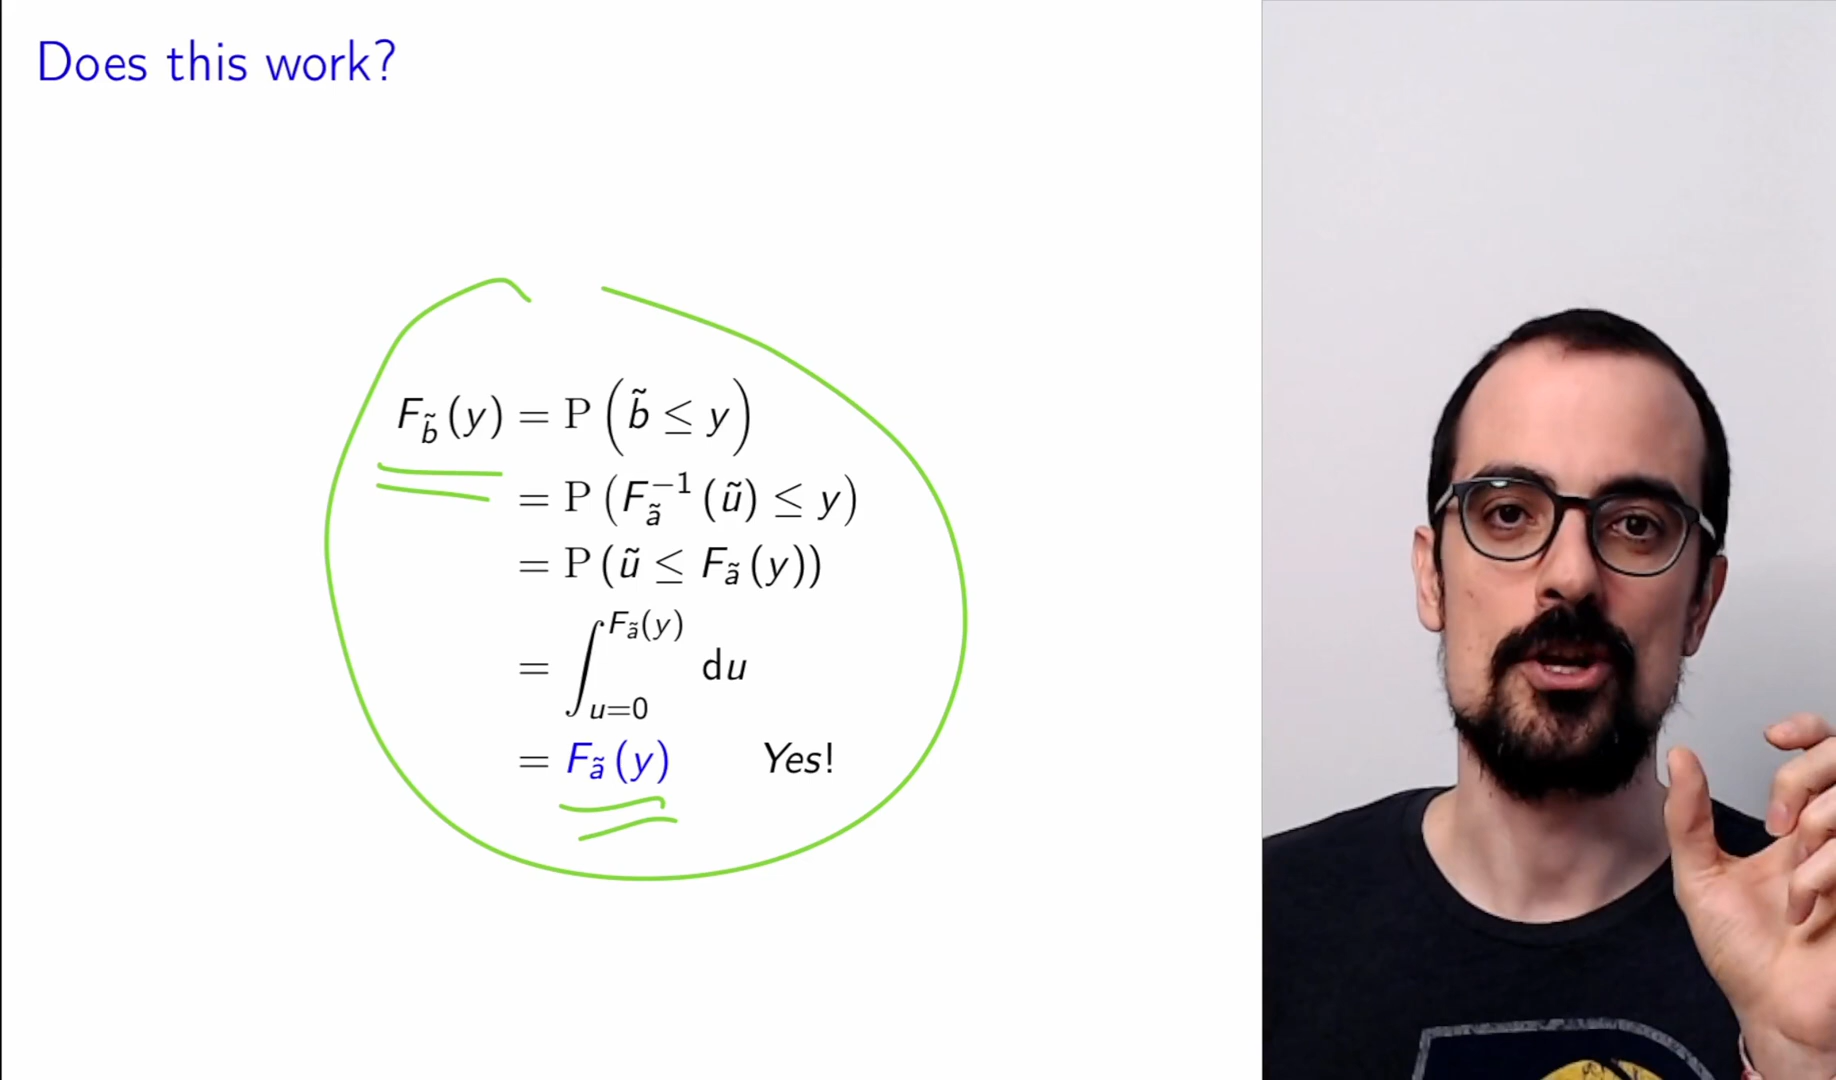 Does this work?
F_b̃ (y) = P (b̃ ≤ y)
= P (F_ã^{−1} (ũ) ≤ y)
= P (ũ ≤ F_ã (y))
= ∫_{u=0}^{F_ã(y)} du
= F_ã (y) Yes!